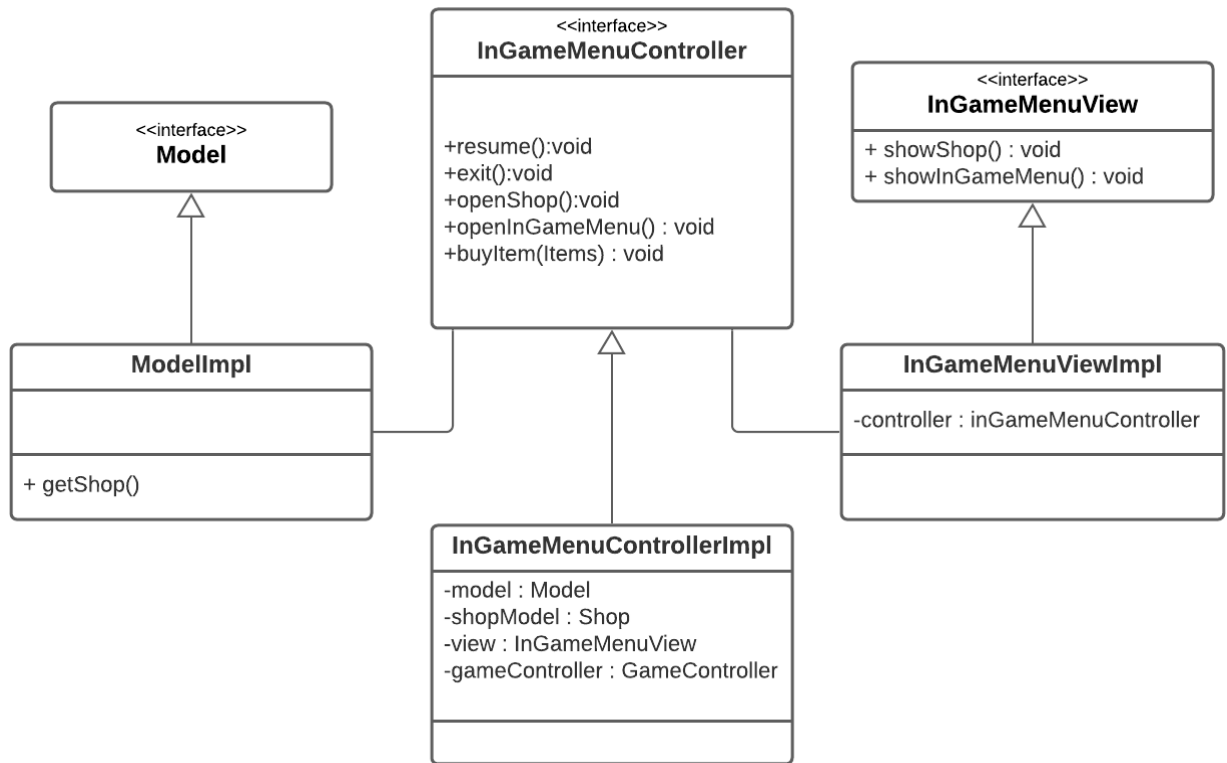 <<interface>>
InGameMenuController
+resume():void
+exit():void
+openShop():void
+openInGameMenu() : void
+buyItem(Items) : void
<<interface>>
InGameMenuView
+ showShop() : void
+ showInGameMenu() : void
<<interface>>
Model
ModelImpl
+ getShop()
InGameMenuViewImpl
-controller : inGameMenuController
InGameMenuControllerImpl
-model : Model
-shopModel : Shop
-view : InGameMenuView
-gameController : GameController